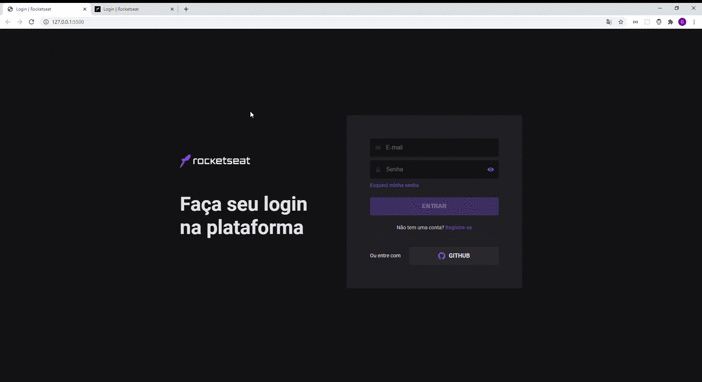 Login | Rocketseat
Login | Rocketseat
127.0.0.1:5500
rocketseat
Faça seu login
na plataforma
E-mail
Senha
Esqueci minha senha
ENTRAR
Não tem uma conta? Registre-se
Ou entre com
GITHUB